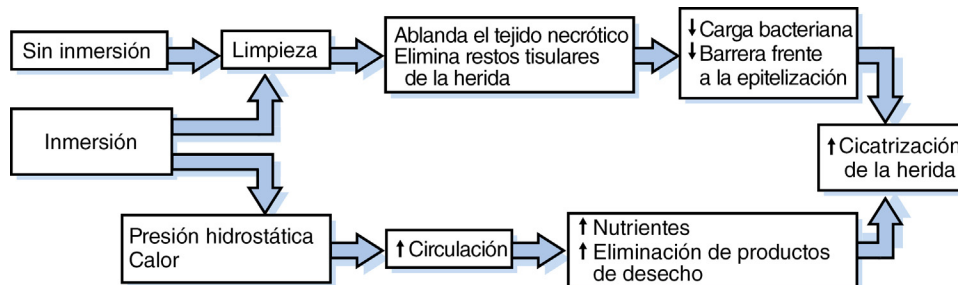 Sin inmersión
Limpieza
Ablanda el tejido necrótico
Elimina restos tisulares
de la herida
↓ Carga bacteriana
↓ Barrera frente
a la epitelización
Inmersión
↑ Cicatrización
de la herida
Presión hidrostática
Calor
↑ Circulación
↑ Nutrientes
↑ Eliminación de productos
de desecho